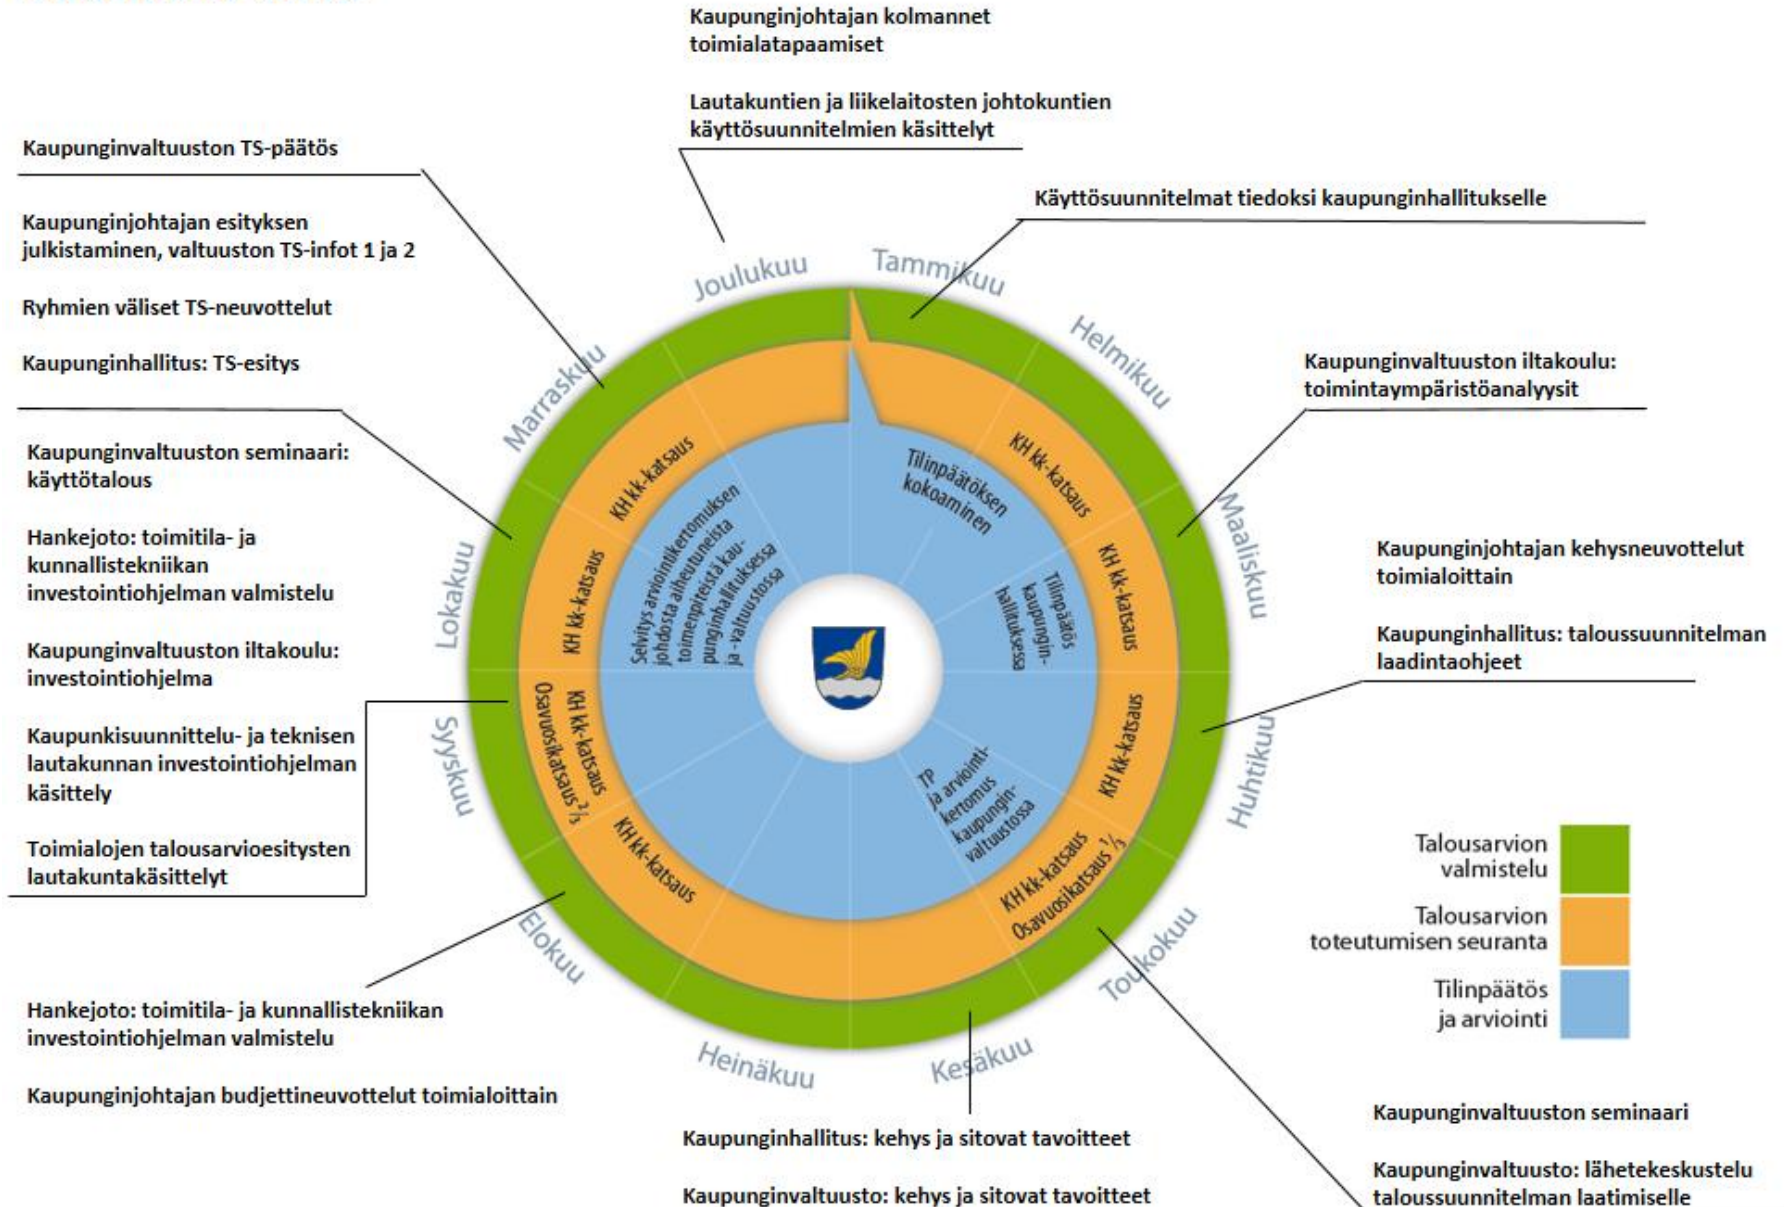 Kaupunginjohtajan kolmannet
toimialatapaamiset
Lautakuntien ja liikelaitosten johtokuntien
käyttösuunnitelmien käsittelyt
Kaupunginvaltuuston TS-päätös
Kaupunginjohtajan esityksen
julkistaminen, valtuuston TS-infot 1 ja 2
Ryhmien väliset TS-neuvottelut
Kaupunginhallitus: TS-esitys
Kaupunginvaltuuston seminaari:
käyttötalous
Hankejoto: toimitila- ja
kunnallistekniikan
investointiohjelman valmistelu
Kaupunginvaltuuston iltakoulu:
investointiohjelma
Kaupunkisuunnittelu- ja teknisen
lautakunnan investointiohjelman
käsittely
Toimialojen talousarvioesitysten
lautakuntakäsittelyt
Hankejoto: toimitila- ja kunnallistekniikan
investointiohjelman valmistelu
Kaupunginjohtajan budjettineuvottelut toimialoittain
Käyttösuunnitelmat tiedoksi kaupunginhallitukselle
Kaupunginvaltuuston iltakoulu:
toimintaympäristöanalyysit
Kaupunginjohtajan kehysneuvottelut
toimialoittain
Kaupunginhallitus: taloussuunnitelman
laadintaohjeet
Tammikuu
Helmikuu
Maaliskuu
Huhtikuu
Toukokuu
Kesäkuu
Heinäkuu
Elokuu
Syyskuu
Lokakuu
Marraskuu
Joulukuu
KH kk-katsaus
KH kk-katsaus
KH kk-katsaus
KH kk-katsaus
Osavuosikatsaus 1/3
KH kk-katsaus
KH kk-katsaus
Osavuosikatsaus 2/3
KH kk-katsaus
KH kk-katsaus
Tilinpäätöksen
kokoaminen
Tilinpäätös
kaupungin-
hallituksessa
TP
ja arviointi-
kertomus
kaupungin-
valtuustossa
Selvitys arviointikertomuksen
johdosta aiheutuneista
toimenpiteistä kau-
punginhallituksessa
ja -valtuustossa
Talousarvion
valmistelu
Talousarvion
toteutumisen seuranta
Tilinpäätös
ja arviointi
Kaupunginhallitus: kehys ja sitovat tavoitteet
Kaupunginvaltuusto: kehys ja sitovat tavoitteet
Kaupunginvaltuuston seminaari
Kaupunginvaltuusto: lähetekeskustelu
taloussuunnitelman laatimiselle